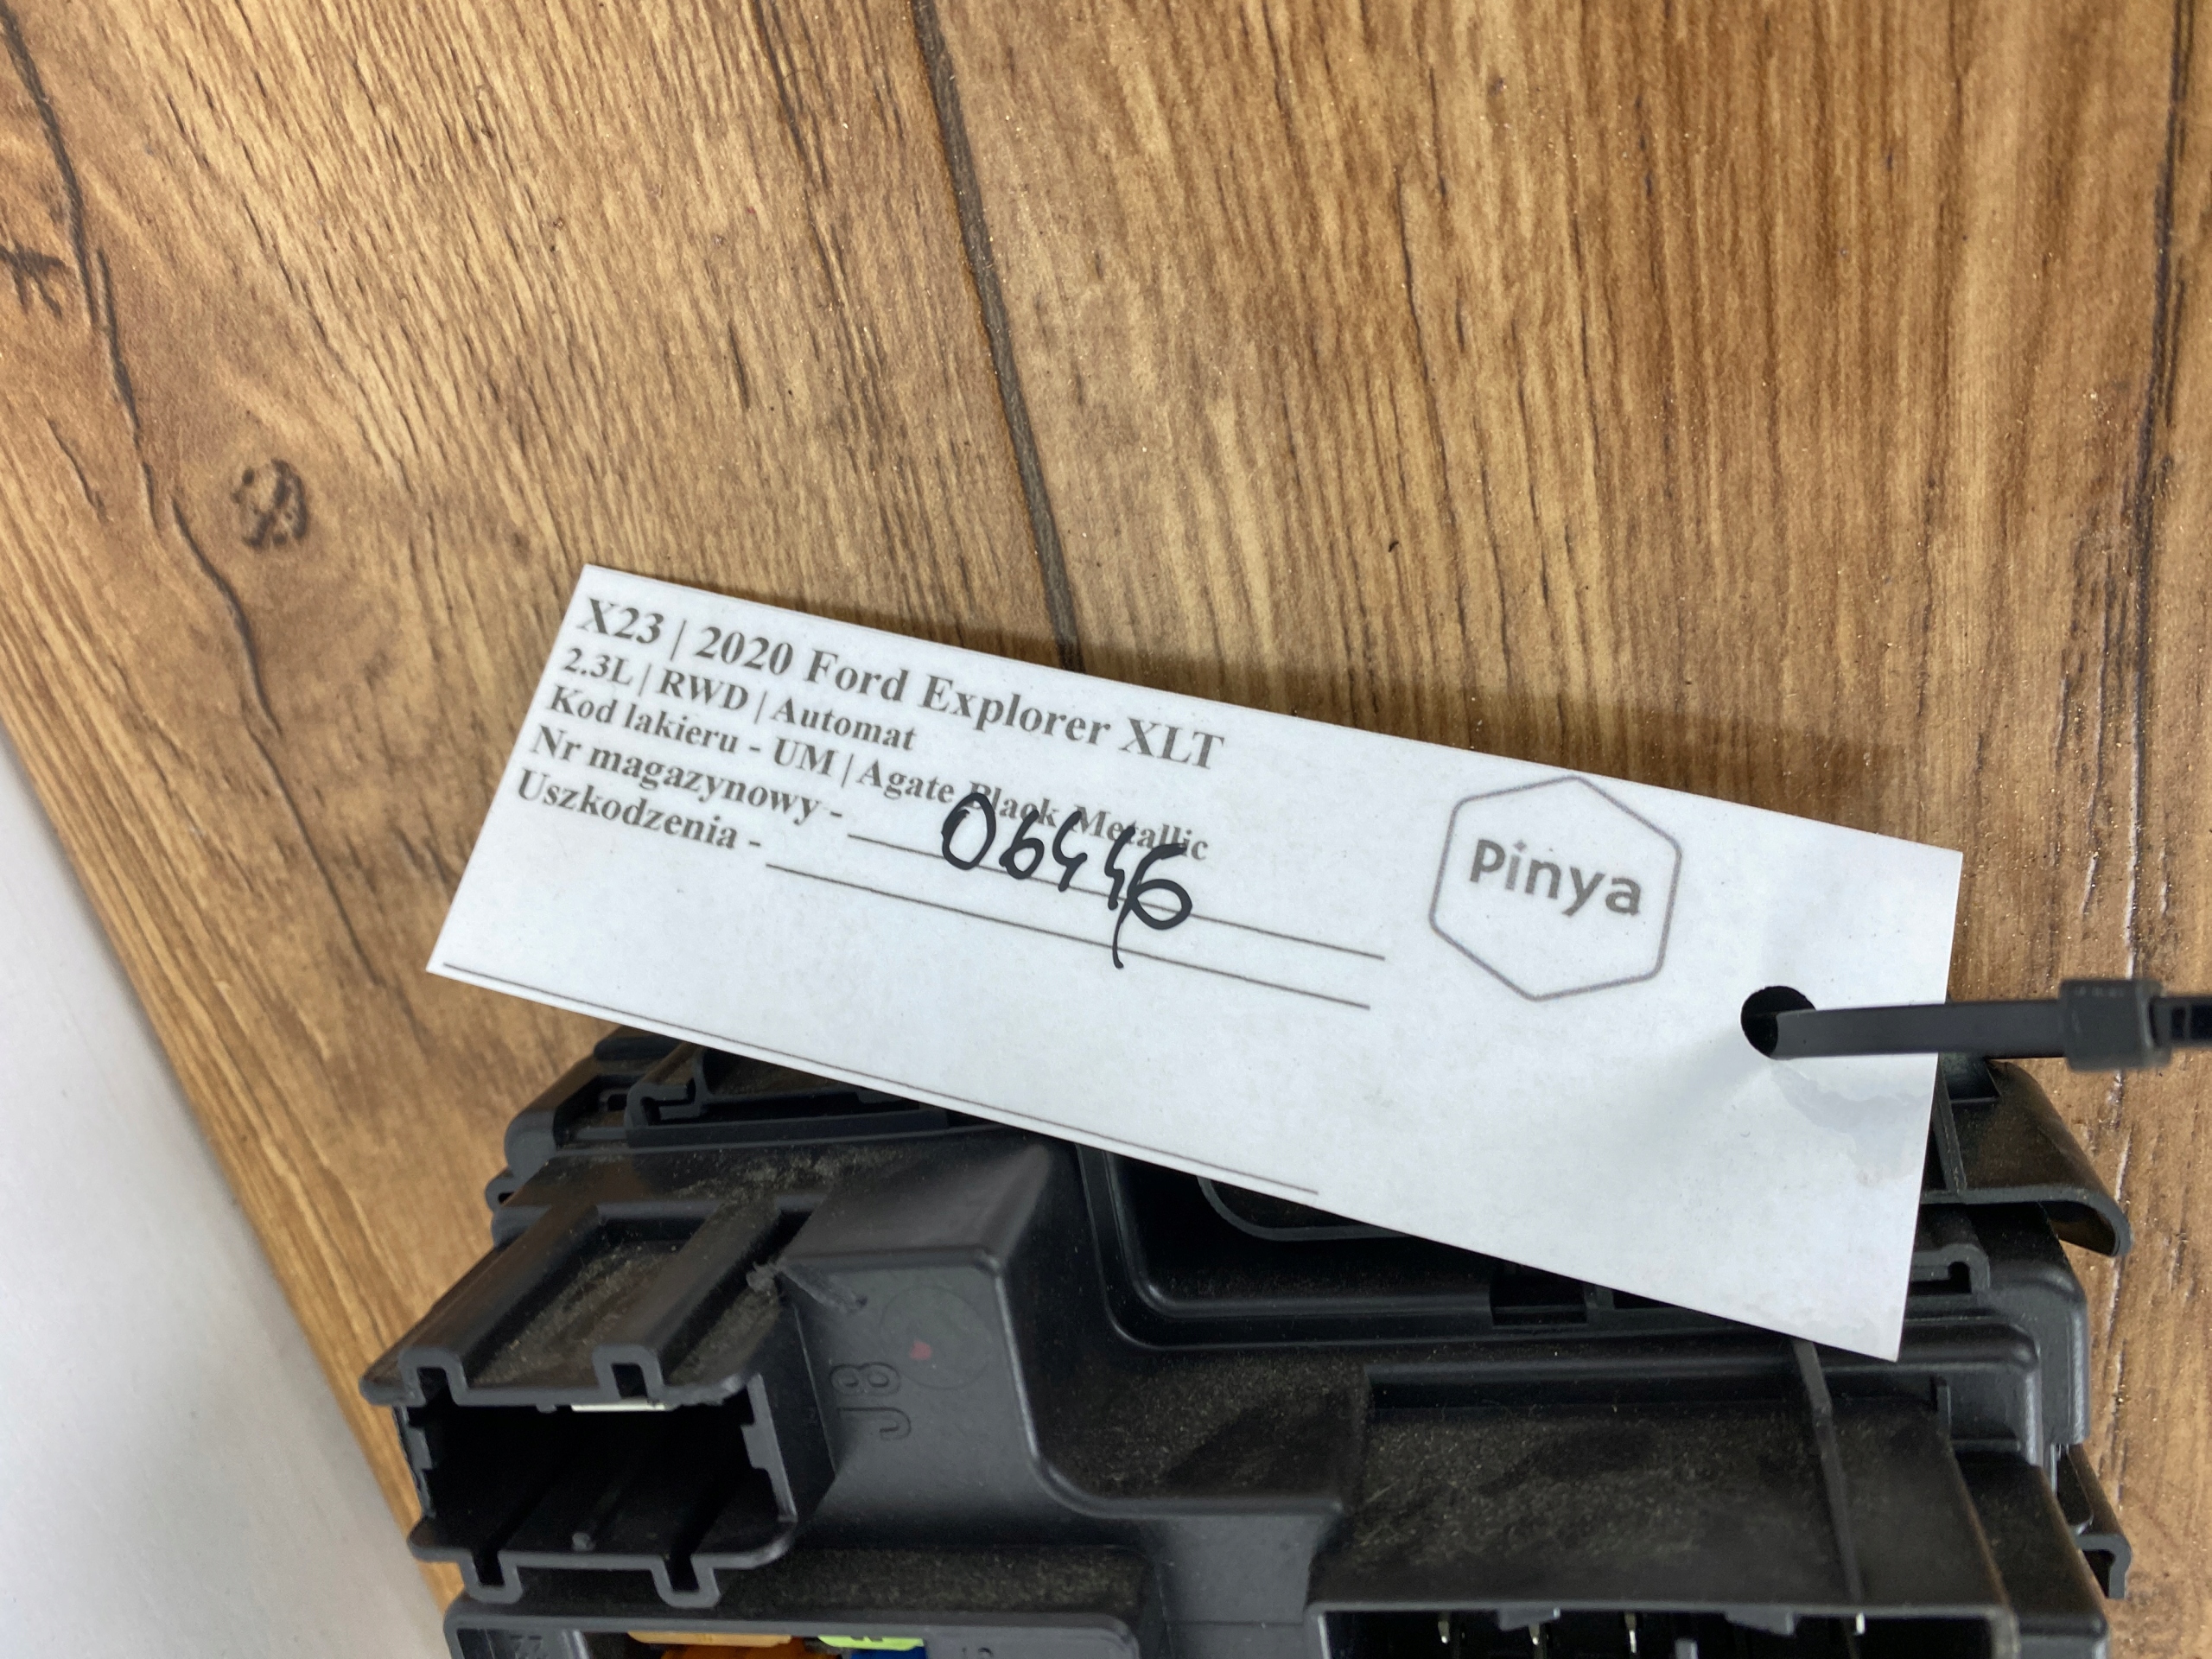 X23 | 2020 Ford Explorer XLT
2.3L | RWD | Automat
Kod lakieru - UM | Agate Black Metallic
Nr magazynowy - 06446
Uszkodzenia -
Pinya
J8